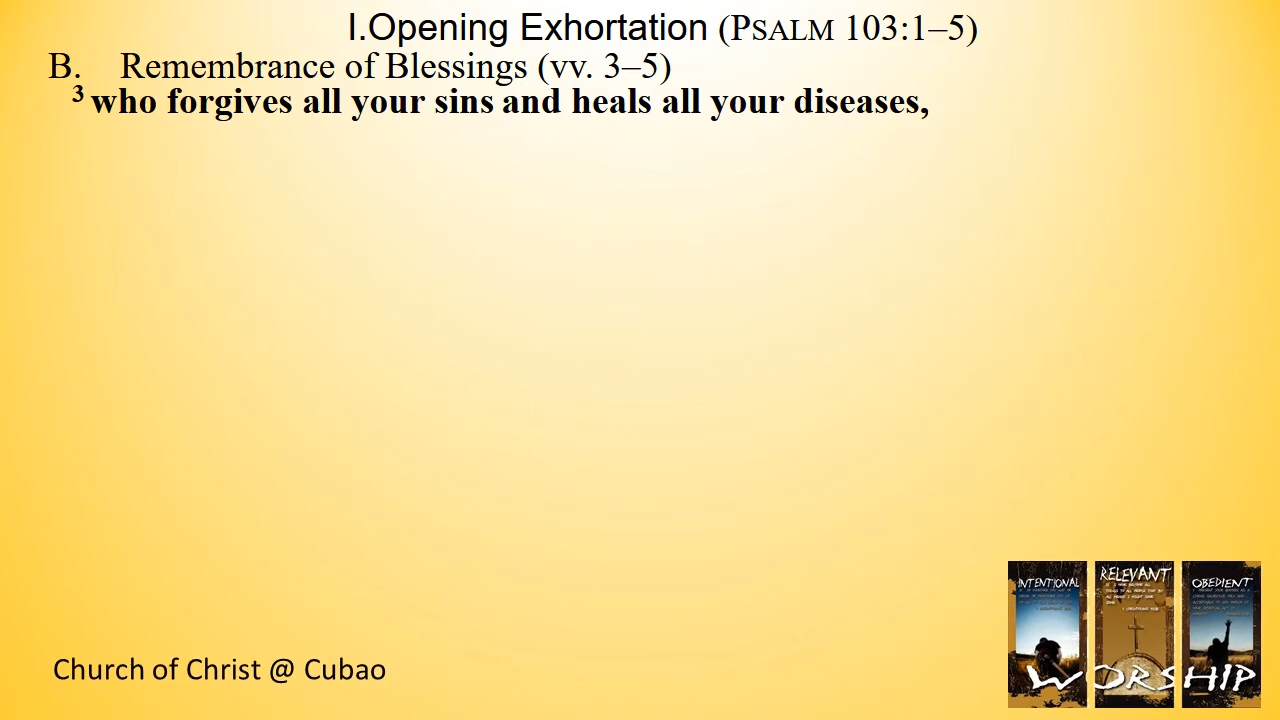 I.Opening Exhortation (PSALM 103:1–5)
B. Remembrance of Blessings (vv. 3–5)
3 who forgives all your sins and heals all your diseases,
INTENTIONAL
RELEVANT
OBEDIENT
WORSHIP
Church of Christ @ Cubao